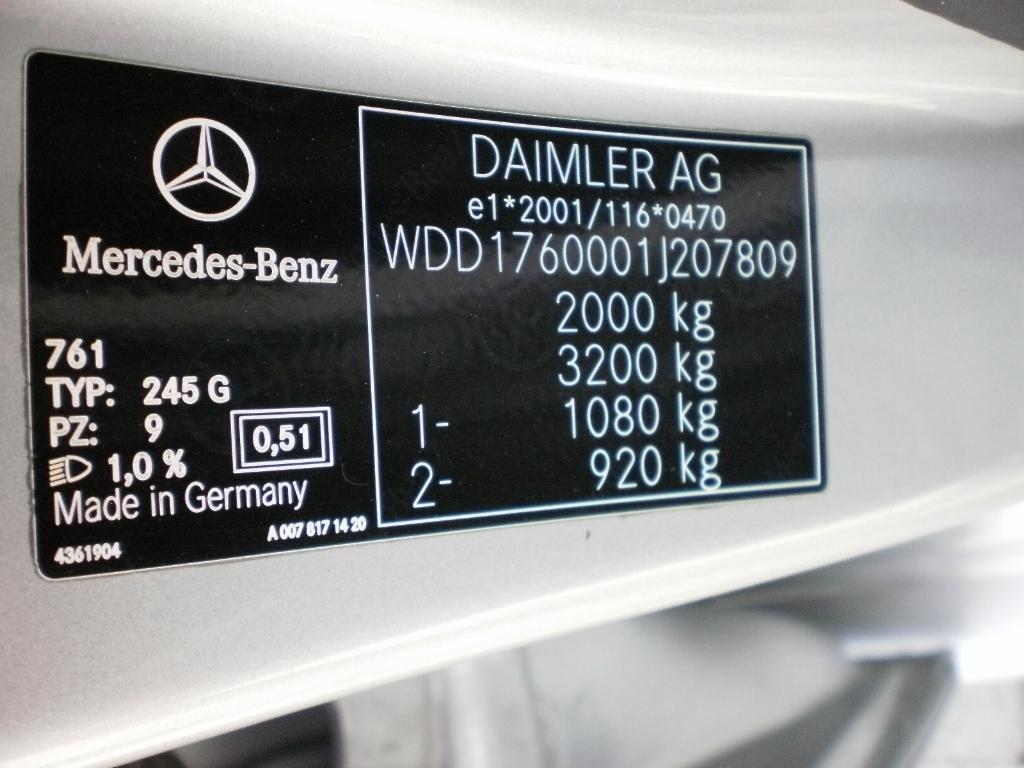 Mercedes-Benz
761
TYP: 245 G
PZ: 9
1,0 %
0,51
Made in Germany
4361904
A 007 817 14 20
DAIMLER AG
e1*2001/116*0470
WDD1760001J207809
2000 kg
3200 kg
1- 1080 kg
2- 920 kg